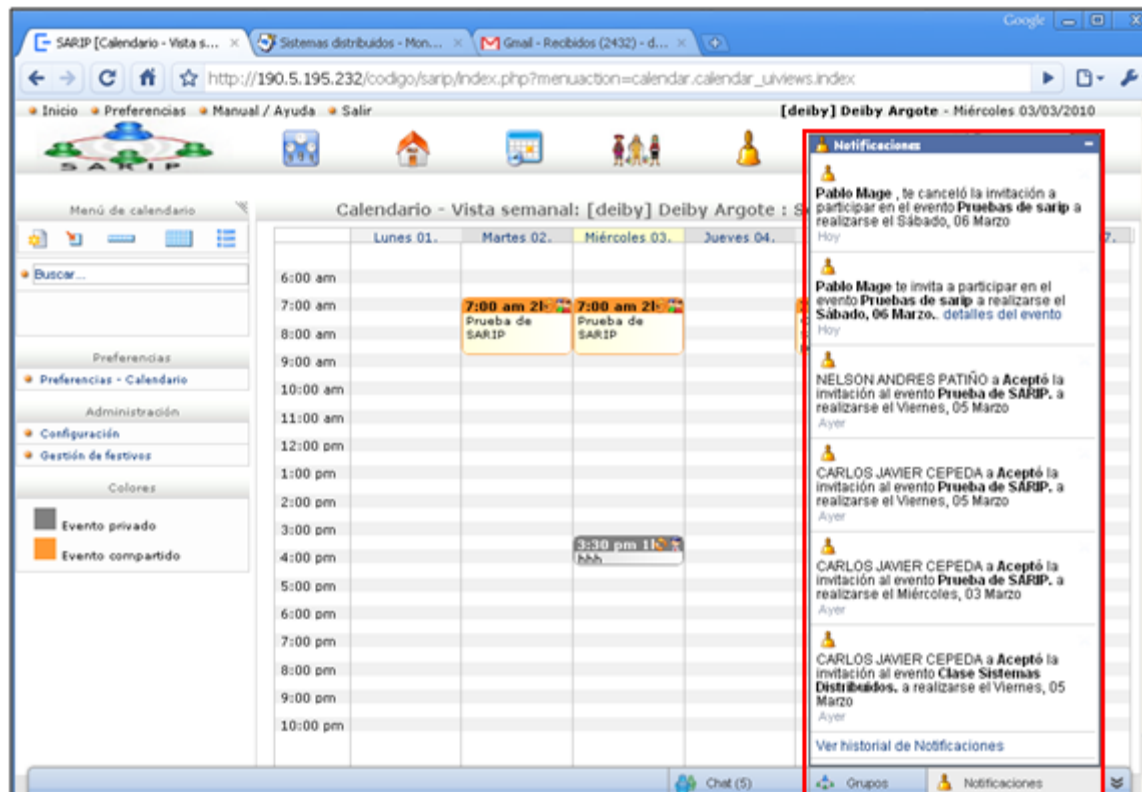 Google
SARIP [Calendario - Vista s...
Sistemas distribuidos - Mon...
Gmail - Recibidos (2432) - d...
http://190.5.195.232/codigo/sarip/index.php?menuaction=calendar.calendar_uiviews.index
Inicio Preferencias Manual / Ayuda Salir
[deiby] Deiby Argote - Miércoles 03/03/2010
SARIP
Menú de calendario
Buscar...
Preferencias
Preferencias - Calendario
Administración
Configuración
Gestión de festivos
Colores
Evento privado
Evento compartido
Calendario - Vista semanal: [deiby] Deiby Argote : S
Lunes 01. Martes 02. Miércoles 03. Jueves 04. 7.
6:00 am
7:00 am
8:00 am
9:00 am
10:00 am
11:00 am
12:00 pm
1:00 pm
2:00 pm
3:00 pm
4:00 pm
5:00 pm
6:00 pm
7:00 pm
8:00 pm
9:00 pm
10:00 pm
7:00 am 2h
Prueba de
SARIP
7:00 am 2h
Prueba de
SARIP
3:30 pm 1h
hhh
Notificaciones
Pablo Mage , te canceló la invitación a
participar en el evento Pruebas de sarip a
realizarse el Sábado, 06 Marzo
Hoy
Pablo Mage te invita a participar en el
evento Pruebas de sarip a realizarse el
Sábado, 06 Marzo.. detalles del evento
Hoy
NELSON ANDRES PATIÑO a Aceptó la
invitación al evento Prueba de SARIP. a
realizarse el Viernes, 05 Marzo
Ayer
CARLOS JAVIER CEPEDA a Aceptó la
invitación al evento Prueba de SARIP. a
realizarse el Viernes, 05 Marzo
Ayer
CARLOS JAVIER CEPEDA a Aceptó la
invitación al evento Prueba de SARIP. a
realizarse el Miércoles, 03 Marzo
Ayer
CARLOS JAVIER CEPEDA a Aceptó la
invitación al evento Clase Sistemas
Distribuidos. a realizarse el Viernes, 05
Marzo
Ayer
Ver historial de Notificaciones
Chat (5) Grupos Notificaciones